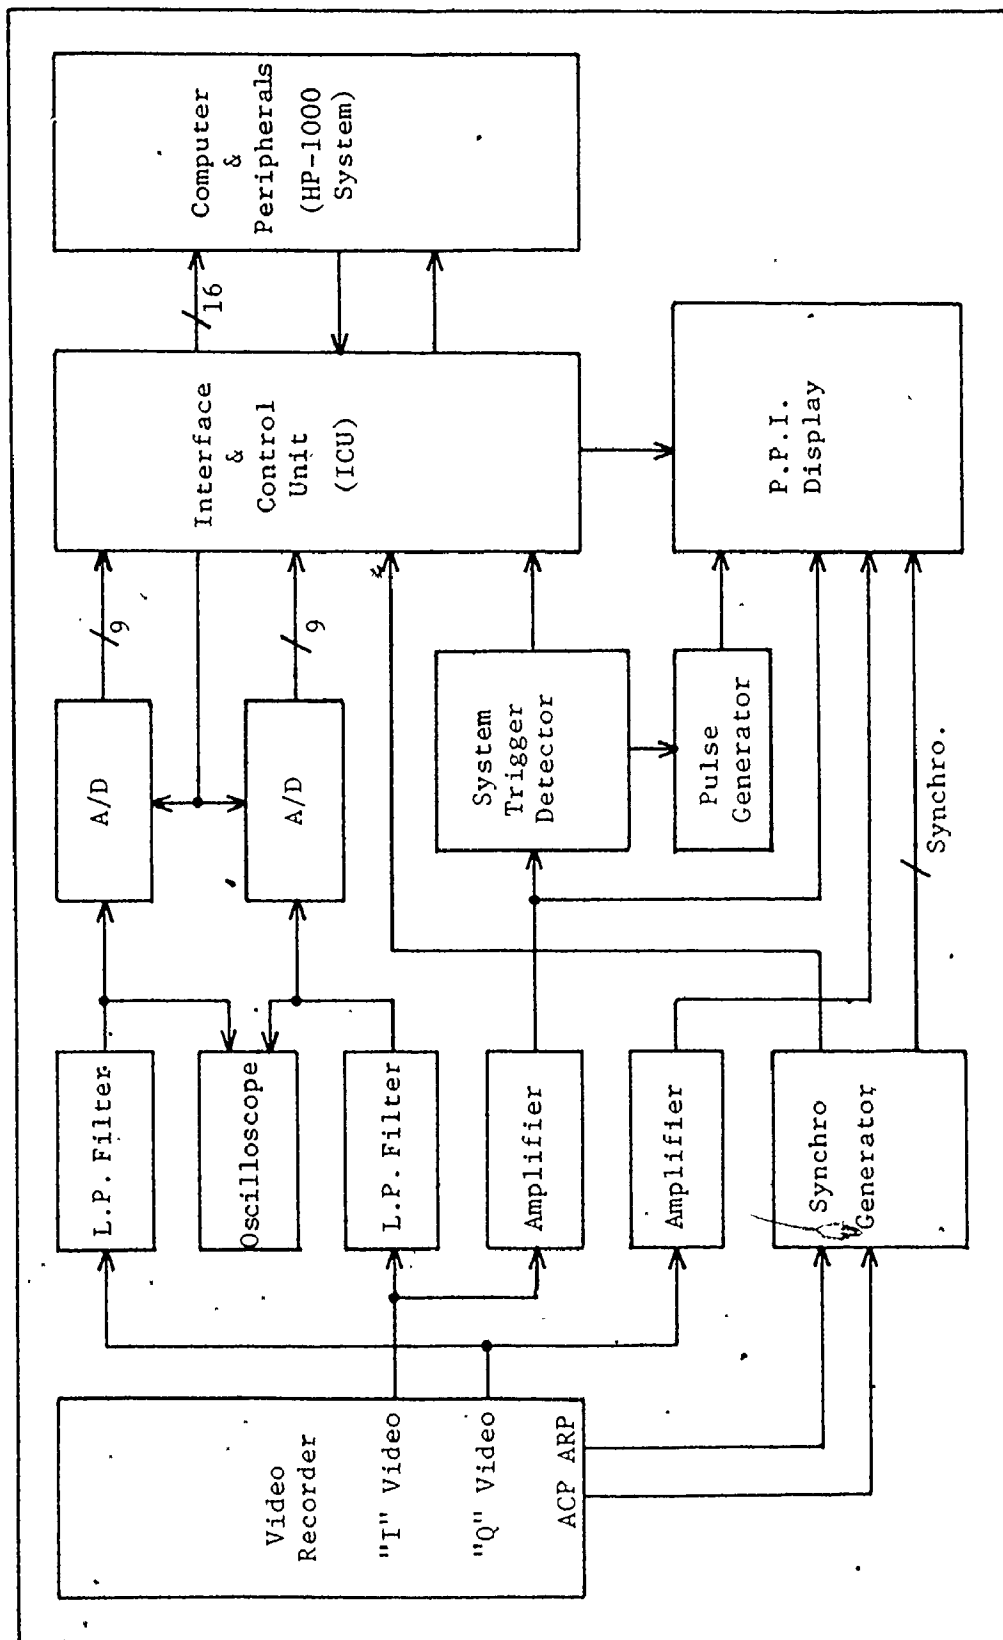 Video
Recorder
"I" Video
"Q" Video
ACP ARP
L.P. Filter
Oscilloscope
L.P. Filter
Amplifier
Amplifier
Synchro
Generator
A/D
A/D
9
9
System
Trigger
Detector
Pulse
Generator
Synchro.
Interface
&
Control
Unit
(ICU)
P.P.I.
Display
16
Computer
&
Peripherals
(HP-1000
System)